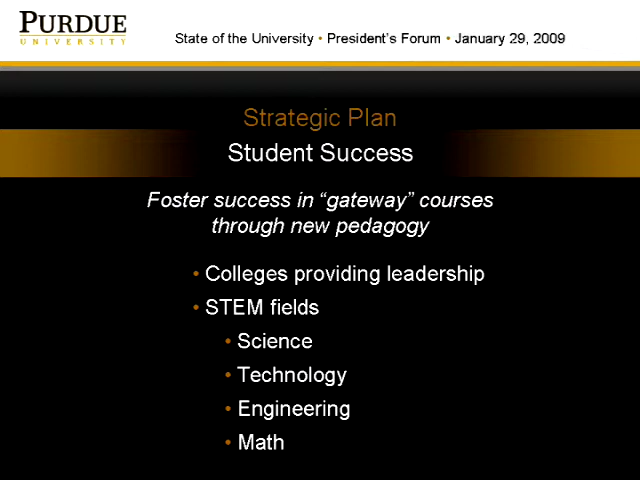 PURDUE
UNIVERSITY
State of the University • President's Forum • January 29, 2009
Strategic Plan
Student Success
Foster success in “gateway” courses
through new pedagogy
• Colleges providing leadership
• STEM fields
• Science
• Technology
• Engineering
• Math